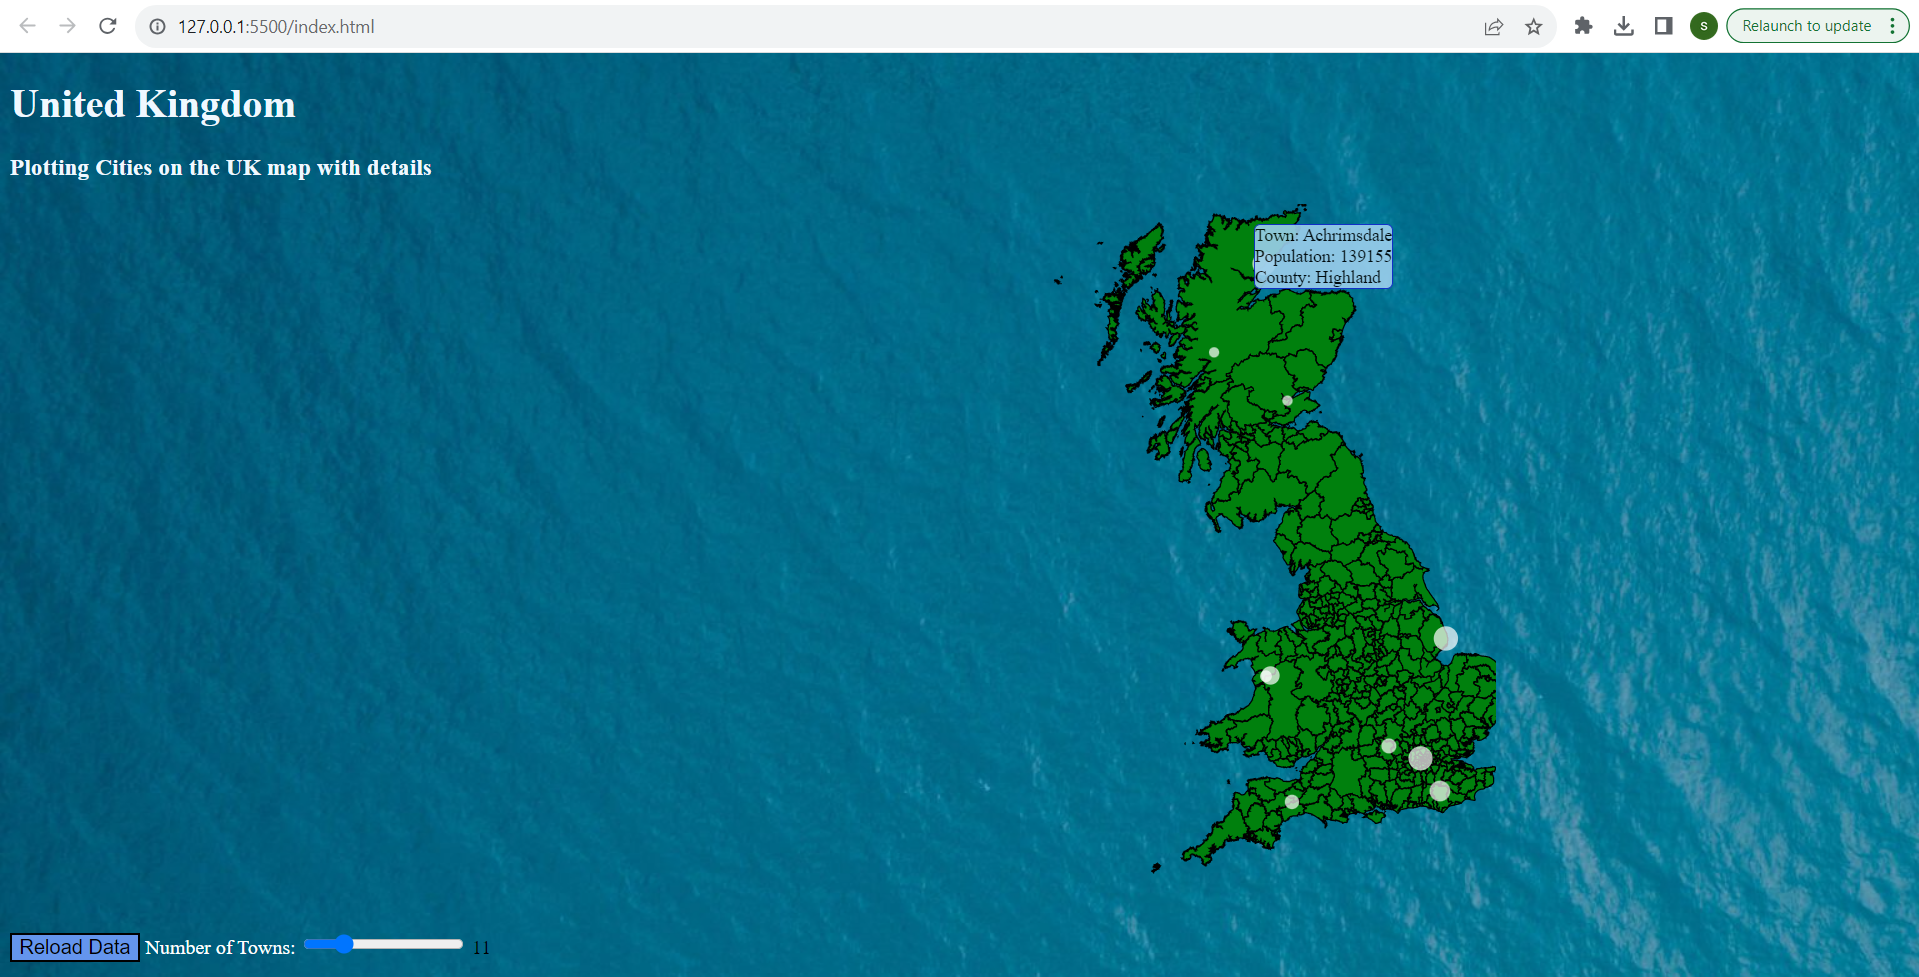 127.0.0.1:5500/index.html
S
Relaunch to update
United Kingdom
Plotting Cities on the UK map with details
Town: Achrimsdale
Population: 139155
County: Highland
Reload Data
Number of Towns:
11